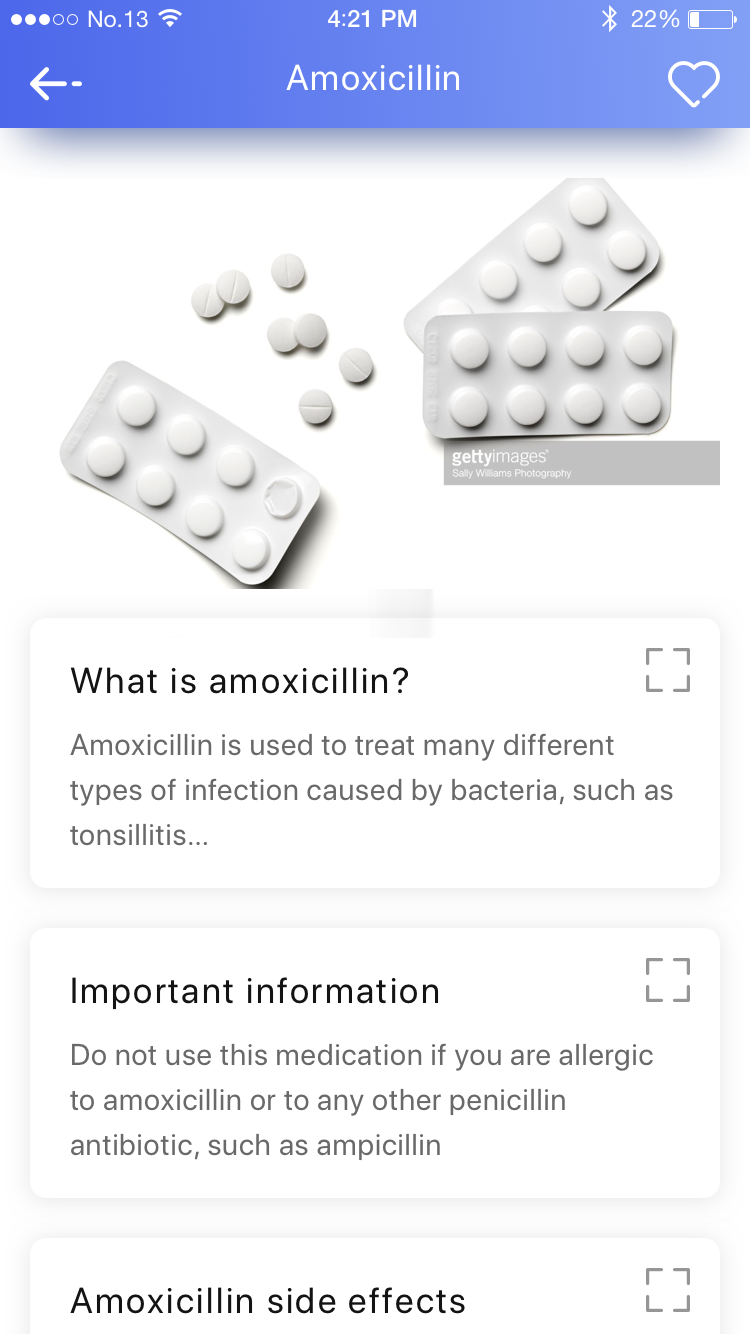 No.13 4:21 PM 22%
Amoxicillin
gettyimages®
Sally Williams Photography
What is amoxicillin?
Amoxicillin is used to treat many different
types of infection caused by bacteria, such as
tonsillitis...
Important information
Do not use this medication if you are allergic
to amoxicillin or to any other penicillin
antibiotic, such as ampicillin
Amoxicillin side effects